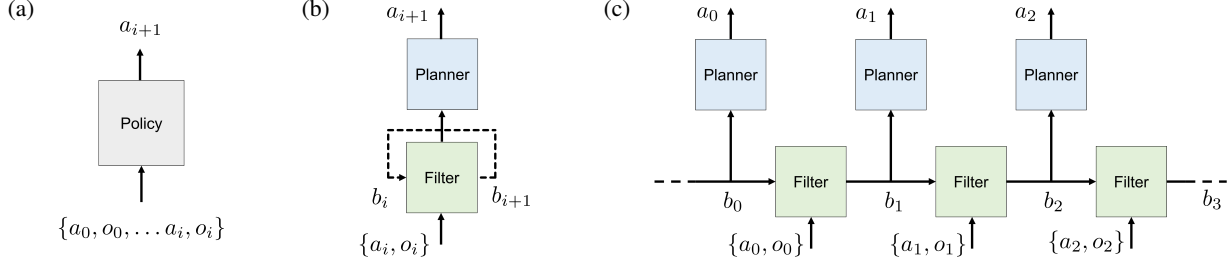 (a)
a_{i+1}
Policy
{a_0, o_0, ... a_i, o_i}
(b)
a_{i+1}
Planner
Filter
b_i
b_{i+1}
{a_i, o_i}
(c)
a_0
a_1
a_2
Planner
Planner
Planner
Filter
Filter
Filter
b_0
b_1
b_2
b_3
{a_0, o_0}
{a_1, o_1}
{a_2, o_2}